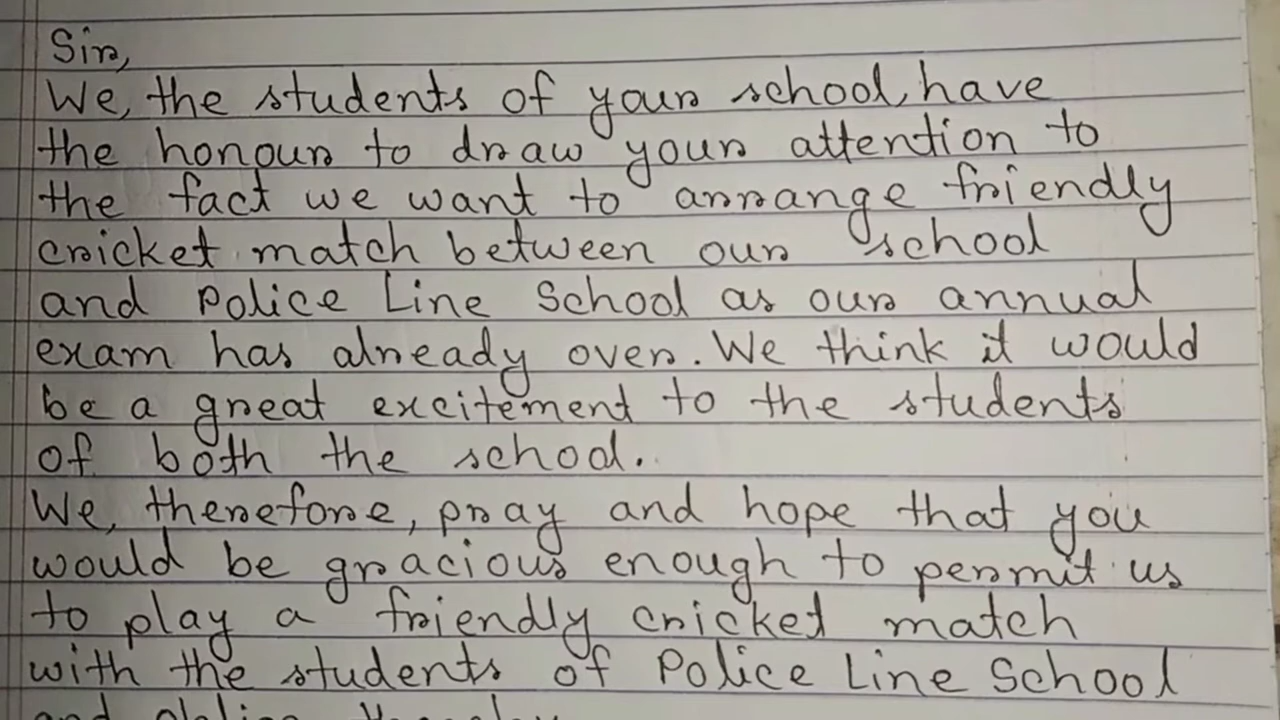 Sir,
We, the students of your school, have
the honour to draw your attention to
the fact we want to arrange friendly
cricket match between our school
and Police Line School as our annual
exam has already over. We think it would
be a great excitement to the students
of both the school.
We, therefore, pray and hope that you
would be gracious enough to permit us
to play a friendly cricket match
with the students of Police Line School
and oblige thereby